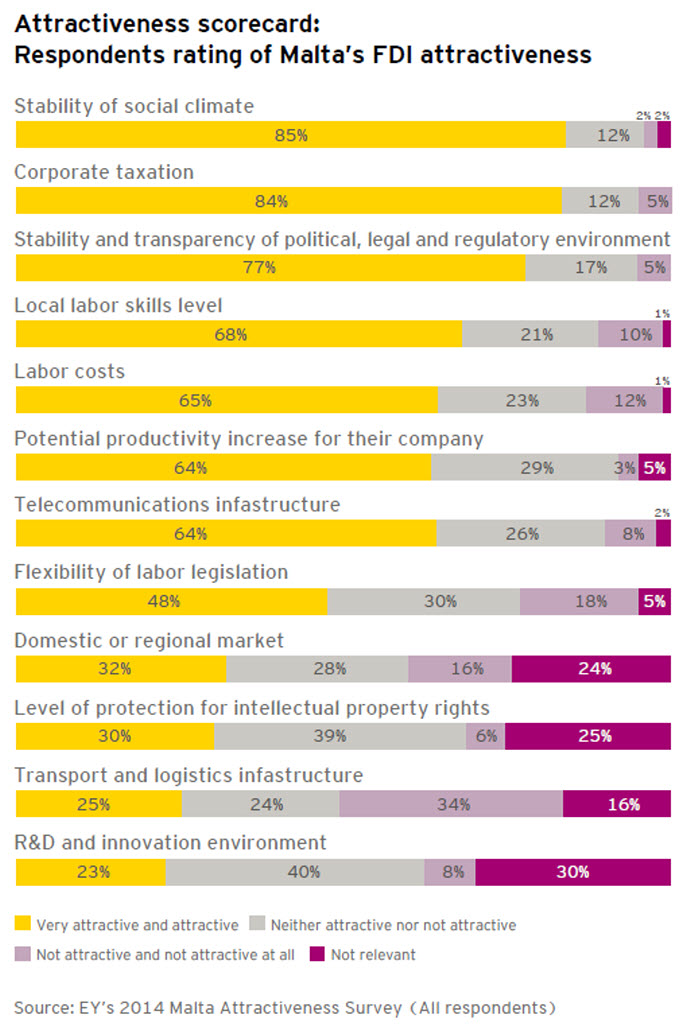 Attractiveness scorecard:
Respondents rating of Malta's FDI attractiveness
Stability of social climate
2% 2%
85% 12%
Corporate taxation
84% 12% 5%
Stability and transparency of political, legal and regulatory environment
77% 17% 5%
Local labor skills level
1%
68% 21% 10%
Labor costs
1%
65% 23% 12%
Potential productivity increase for their company
64% 29% 3% 5%
Telecommunications infastructure
2%
64% 26% 8%
Flexibility of labor legislation
48% 30% 18% 5%
Domestic or regional market
32% 28% 16% 24%
Level of protection for intellectual property rights
30% 39% 6% 25%
Transport and logistics infastructure
25% 24% 34% 16%
R&D and innovation environment
23% 40% 8% 30%
Very attractive and attractive Neither attractive nor not attractive
Not attractive and not attractive at all Not relevant
Source: EY's 2014 Malta Attractiveness Survey (All respondents)